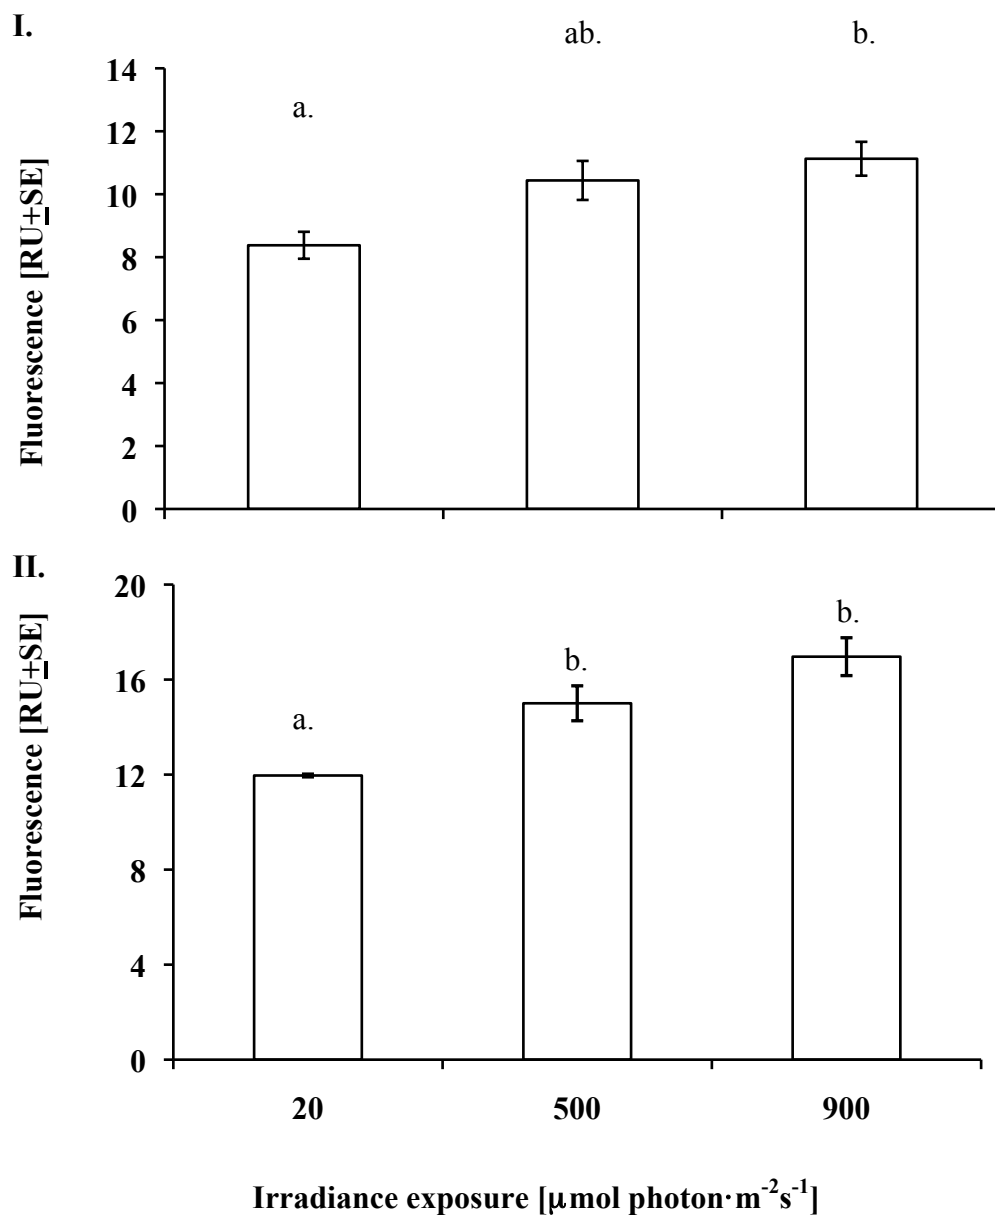 I.
ab.
b.
a.
14
12
10
8
6
4
2
0
Fluorescence [RU±SE]
II.
b.
b.
a.
20
16
12
8
4
0
Fluorescence [RU±SE]
20 500 900
Irradiance exposure [μmol photon·m⁻²s⁻¹]